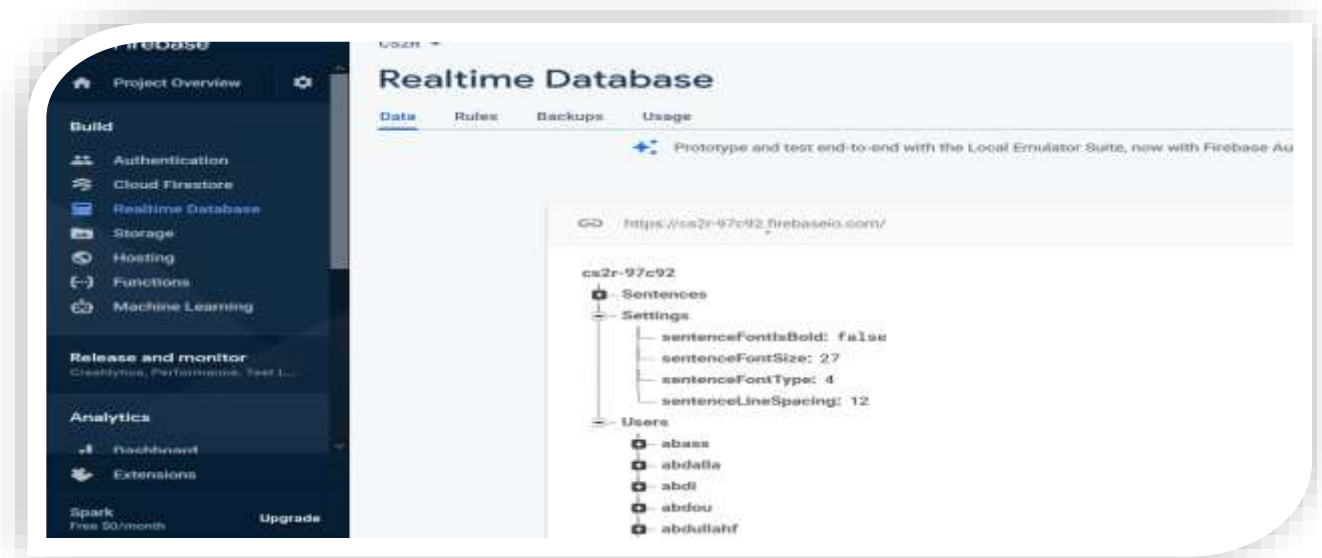 Firebase
Project Overview
Build
Authentication
Cloud Firestore
Realtime Database
Storage
Hosting
Functions
Machine Learning
Release and monitor
Crashlytics, Performance, Test L...
Analytics
Dashboard
Extensions
Spark
Free $0/month
Upgrade
CS2R
Realtime Database
Data Rules Backups Usage
Prototype and test end-to-end with the Local Emulator Suite, now with Firebase Au
https://cs2r-97c92.firebaseio.com/
cs2r-97c92
Sentences
Settings
sentenceFontIsBold: false
sentenceFontSize: 27
sentenceFontType: 4
sentenceLineSpacing: 12
Users
abass
abdalla
abdi
abdou
abdullahf